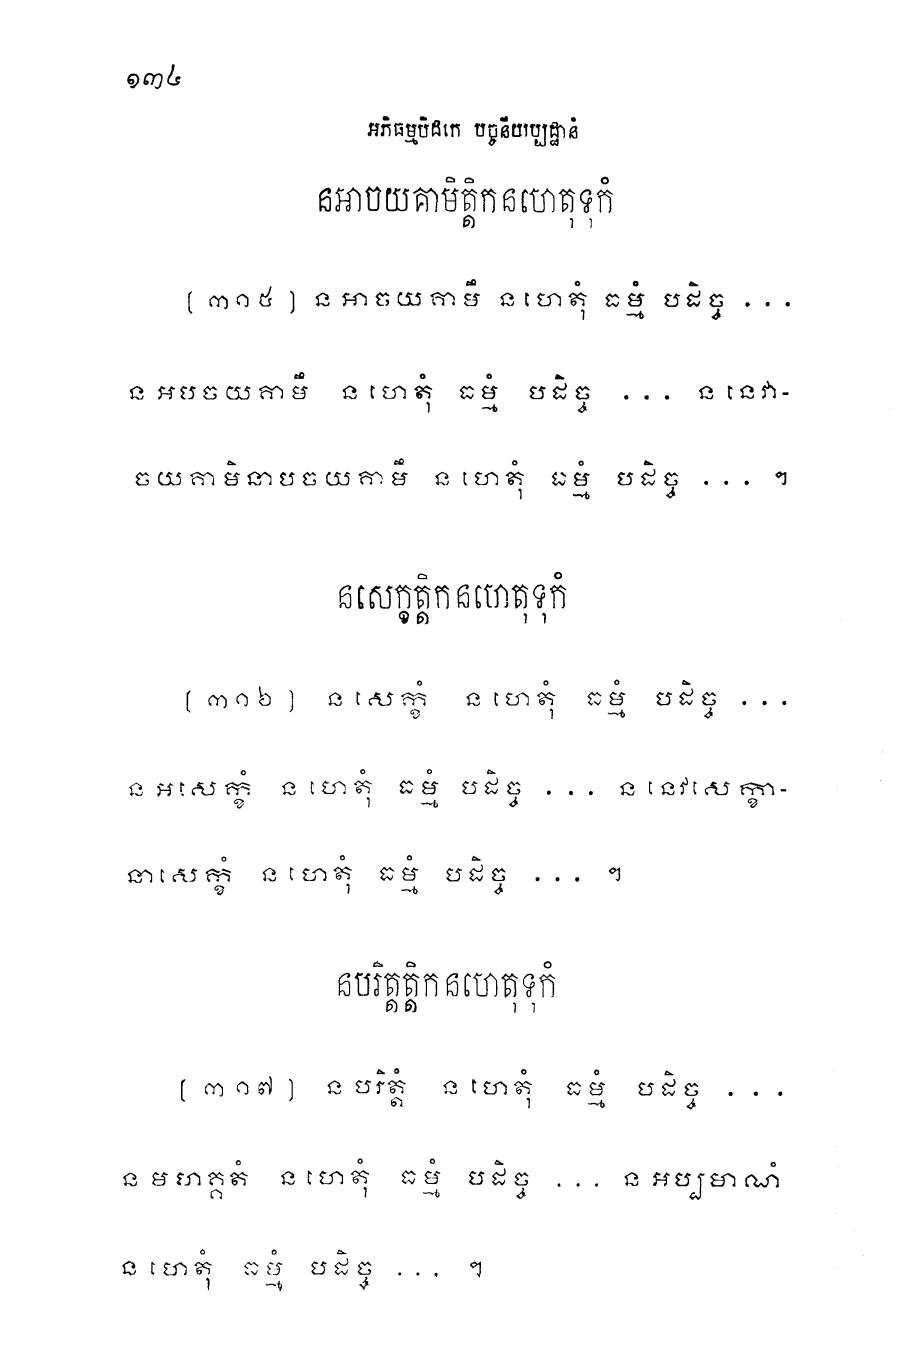 ១៣៤
អភិធម្មបិដកេ បច្ចនីយប្បដ្ឋានំ
នអាចយគាមិត្តិកនហេតុទុកំ
[ ៣១៥ ] ន អាចយគាមឹ ន ហេតុំ ធម្មំ បដិច្ច ...
ន អបចយគាមឹ ន ហេតុំ ធម្មំ បដិច្ច ... ន នេវា-
ចយគាមិនាបចយគាមឹ ន ហេតុំ ធម្មំ បដិច្ច ... ។
នសេក្ខត្តិកនហេតុទុកំ
[ ៣១៦ ] ន សេក្ខំ ន ហេតុំ ធម្មំ បដិច្ច ...
ន អសេក្ខំ ន ហេតុំ ធម្មំ បដិច្ច ... ន នេវសេក្ខា-
នាសេក្ខំ ន ហេតុំ ធម្មំ បដិច្ច ... ។
នបរិត្តត្តិកនហេតុទុកំ
[ ៣១៧ ] ន បរិត្តំ ន ហេតុំ ធម្មំ បដិច្ច ...
ន មហគ្គតំ ន ហេតុំ ធម្មំ បដិច្ច ... ន អប្បមាណំ
ន ហេតុំ ធម្មំ បដិច្ច ... ។